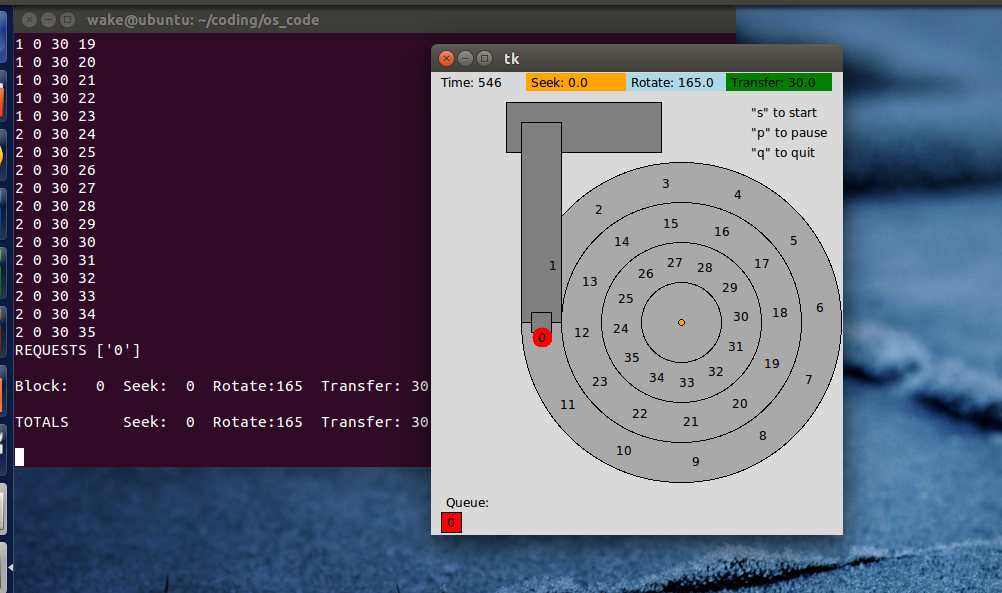 wake@ubuntu: ~/coding/os_code
1 0 30 19
1 0 30 20
1 0 30 21
1 0 30 22
1 0 30 23
2 0 30 24
2 0 30 25
2 0 30 26
2 0 30 27
2 0 30 28
2 0 30 29
2 0 30 30
2 0 30 31
2 0 30 32
2 0 30 33
2 0 30 34
2 0 30 35
REQUESTS ['0']
Block:   0  Seek:  0  Rotate:165  Transfer: 30
TOTALS      Seek:  0  Rotate:165  Transfer: 30
tk
Time: 546 Seek: 0.0 Rotate: 165.0 Transfer: 30.0
"s" to start
"p" to pause
"q" to quit
3
4
2
15
16
5
14
27
28
17
1
26
13
29
25
6
30
18
12
24
0
31
35
19
32
7
23
34
33
11
20
22
21
8
10
9
Queue:
0